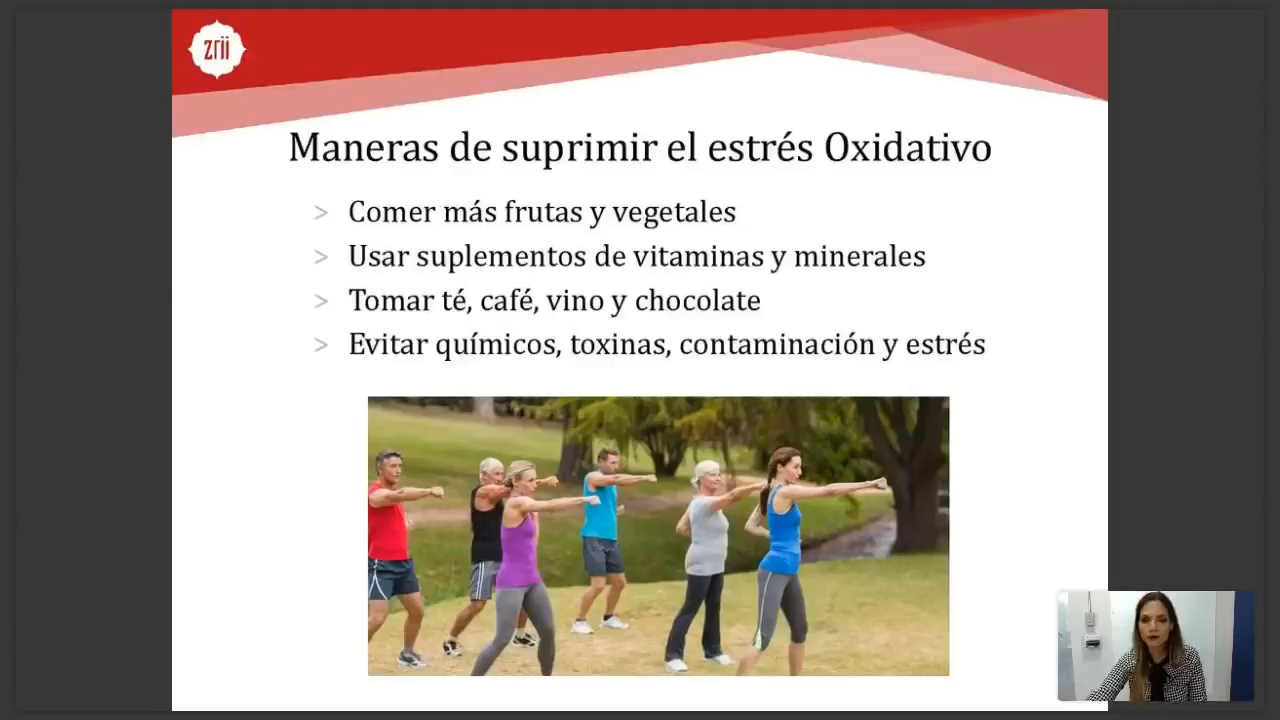 zrii
Maneras de suprimir el estrés Oxidativo
> Comer más frutas y vegetales
> Usar suplementos de vitaminas y minerales
> Tomar té, café, vino y chocolate
> Evitar químicos, toxinas, contaminación y estrés